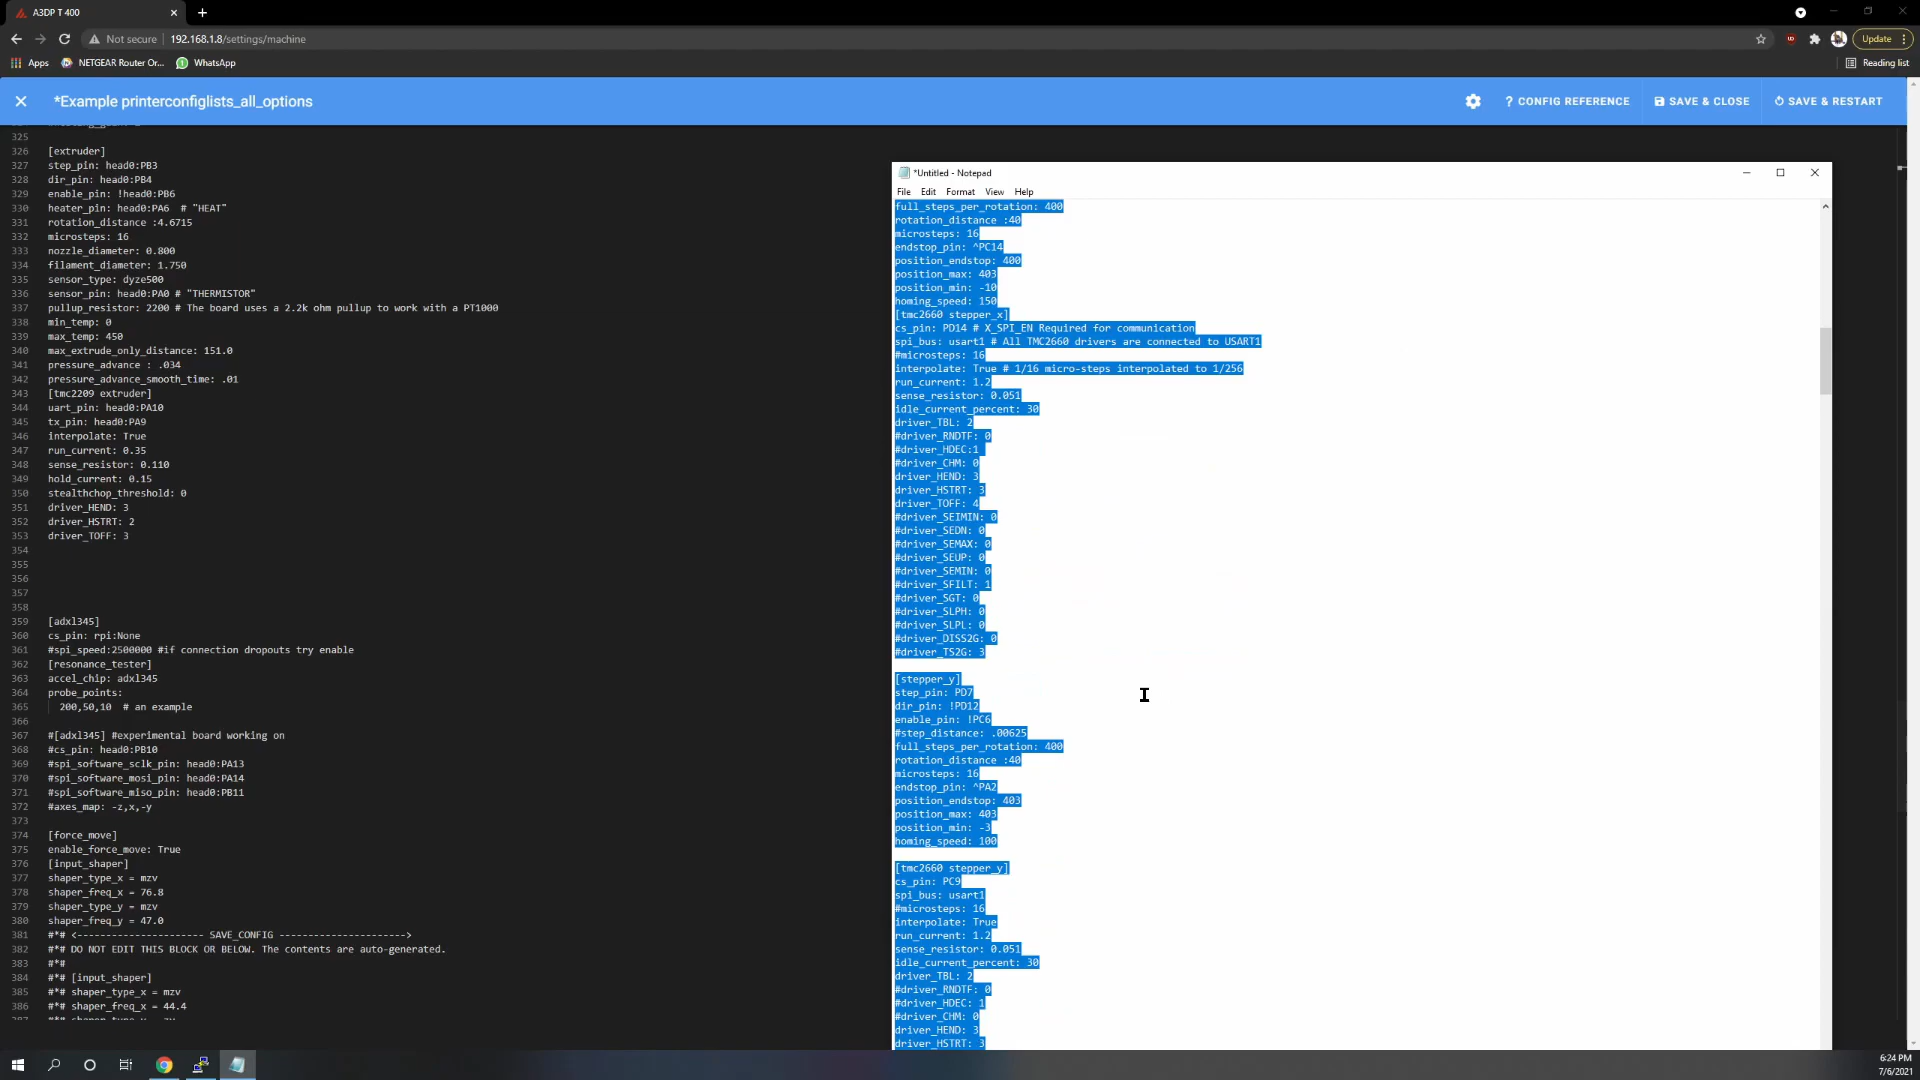 A3DP T 400
Not secure
192.168.1.8/settings/machine
Update
Apps
NETGEAR Router Or...
WhatsApp
Reading list
*Example printerconfiglists_all_options
? CONFIG REFERENCE
SAVE & CLOSE
SAVE & RESTART
325
326 [extruder]
327 step_pin: head0:PB3
328 dir_pin: head0:PB4
329 enable_pin: !head0:PB6
330 heater_pin: head0:PA6  # "HEAT"
331 rotation_distance :4.6715
332 microsteps: 16
333 nozzle_diameter: 0.800
334 filament_diameter: 1.750
335 sensor_type: dyze500
336 sensor_pin: head0:PA0 # "THERMISTOR"
337 pullup_resistor: 2200 # The board uses a 2.2k ohm pullup to work with a PT1000
338 min_temp: 0
339 max_temp: 450
340 max_extrude_only_distance: 151.0
341 pressure_advance : .034
342 pressure_advance_smooth_time: .01
343 [tmc2209 extruder]
344 uart_pin: head0:PA10
345 tx_pin: head0:PA9
346 interpolate: True
347 run_current: 0.35
348 sense_resistor: 0.110
349 hold_current: 0.15
350 stealthchop_threshold: 0
351 driver_HEND: 3
352 driver_HSTRT: 2
353 driver_TOFF: 3
354
355
356
357
358
359 [adxl345]
360 cs_pin: rpi:None
361 #spi_speed:2500000 #if connection dropouts try enable
362 [resonance_tester]
363 accel_chip: adxl345
364 probe_points:
365 200,50,10  # an example
366
367 #[adxl345] #experimental board working on
368 #cs_pin: head0:PB10
369 #spi_software_sclk_pin: head0:PA13
370 #spi_software_mosi_pin: head0:PA14
371 #spi_software_miso_pin: head0:PB11
372 #axes_map: -z,x,-y
373
374 [force_move]
375 enable_force_move: True
376 [input_shaper]
377 shaper_type_x = mzv
378 shaper_freq_x = 76.8
379 shaper_type_y = mzv
380 shaper_freq_y = 47.0
381 #*# <---------------------- SAVE_CONFIG ---------------------->
382 #*# DO NOT EDIT THIS BLOCK OR BELOW. The contents are auto-generated.
383 #*#
384 #*# [input_shaper]
385 #*# shaper_type_x = mzv
386 #*# shaper_freq_x = 44.4
*Untitled - Notepad
File Edit Format View Help
full_steps_per_rotation: 400
rotation_distance :40
microsteps: 16
endstop_pin: ^PC14
position_endstop: 400
position_max: 403
position_min: -10
homing_speed: 150
[tmc2660 stepper_x]
cs_pin: PD14 # X_SPI_EN Required for communication
spi_bus: usart1 # All TMC2660 drivers are connected to USART1
#microsteps: 16
interpolate: True # 1/16 micro-steps interpolated to 1/256
run_current: 1.2
sense_resistor: 0.051
idle_current_percent: 30
driver_TBL: 2
#driver_RNDTF: 0
#driver_HDEC:1
#driver_CHM: 0
driver_HEND: 3
driver_HSTRT: 3
driver_TOFF: 4
#driver_SEIMIN: 0
#driver_SEDN: 0
#driver_SEMAX: 0
#driver_SEUP: 0
#driver_SEMIN: 0
#driver_SFILT: 1
#driver_SGT: 0
#driver_SLPH: 0
#driver_SLPL: 0
#driver_DISS2G: 0
#driver_TS2G: 3
[stepper_y]
step_pin: PD7
dir_pin: !PD12
enable_pin: !PC6
#step_distance: .00625
full_steps_per_rotation: 400
rotation_distance :40
microsteps: 16
endstop_pin: ^PA2
position_endstop: 403
position_max: 403
position_min: -3
homing_speed: 100
[tmc2660 stepper_y]
cs_pin: PC9
spi_bus: usart1
#microsteps: 16
interpolate: True
run_current: 1.2
sense_resistor: 0.051
idle_current_percent: 30
driver_TBL: 2
#driver_RNDTF: 0
#driver_HDEC: 1
#driver_CHM: 0
driver_HEND: 3
driver_HSTRT: 3
6:24 PM
7/6/2021